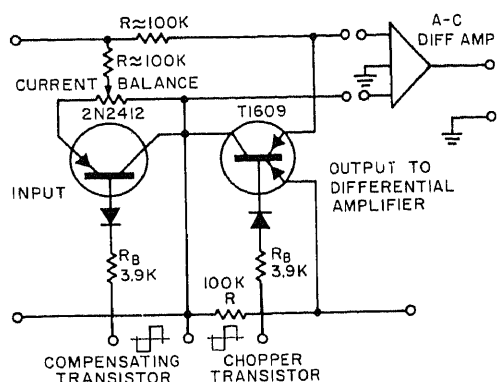 R≈100K
A-C
DIFF AMP
R≈100K
CURRENT BALANCE
2N2412
T1609
INPUT
OUTPUT TO
DIFFERENTIAL
AMPLIFIER
RB
3.9K
RB
3.9K
100K
R
COMPENSATING
TRANSISTOR
CHOPPER
TRANSISTOR